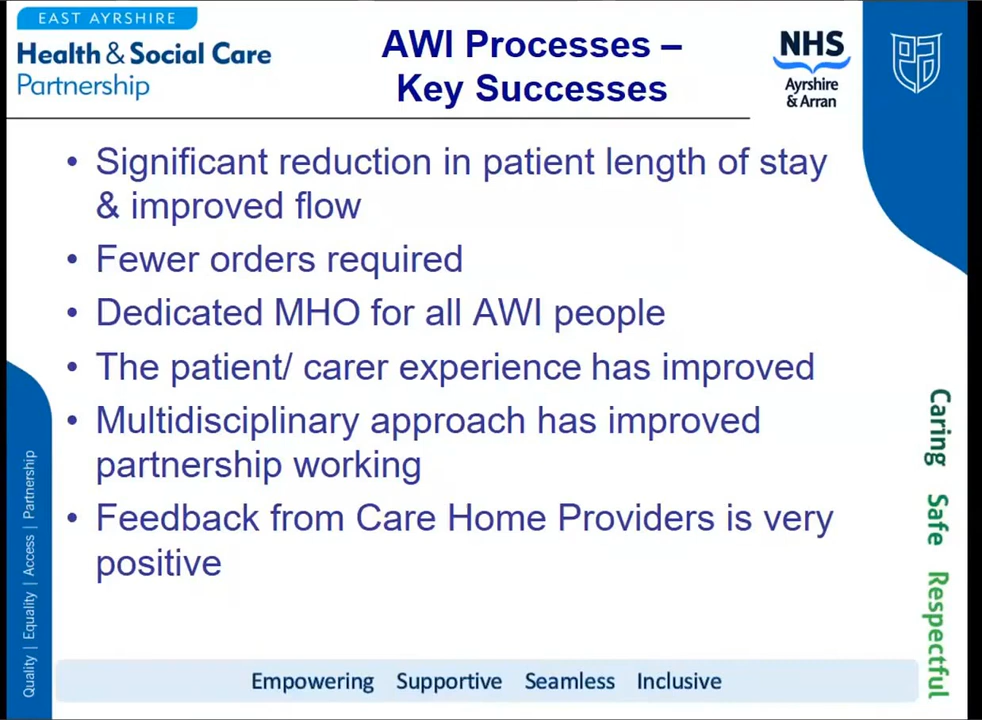 EAST AYRSHIRE
Health & Social Care
Partnership
AWI Processes –
Key Successes
NHS
Ayrshire
& Arran
• Significant reduction in patient length of stay
& improved flow
• Fewer orders required
• Dedicated MHO for all AWI people
• The patient/ carer experience has improved
• Multidisciplinary approach has improved
partnership working
• Feedback from Care Home Providers is very
positive
Quality | Equality | Access | Partnership
Caring Safe Respectful
Empowering Supportive Seamless Inclusive